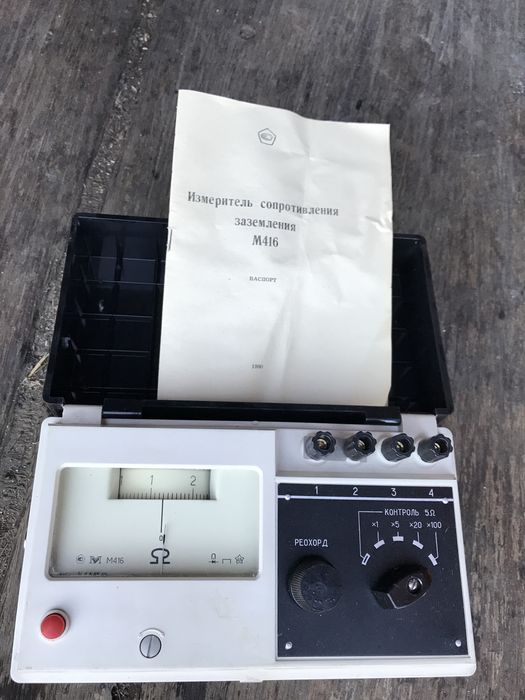 Измеритель сопротивления
заземления
М416
ПАСПОРТ
1990
1 2 3 4
1 2
0
Ω
М416
КОНТРОЛЬ 5Ω
×1 ×5 ×20 ×100
РЕОХОРД